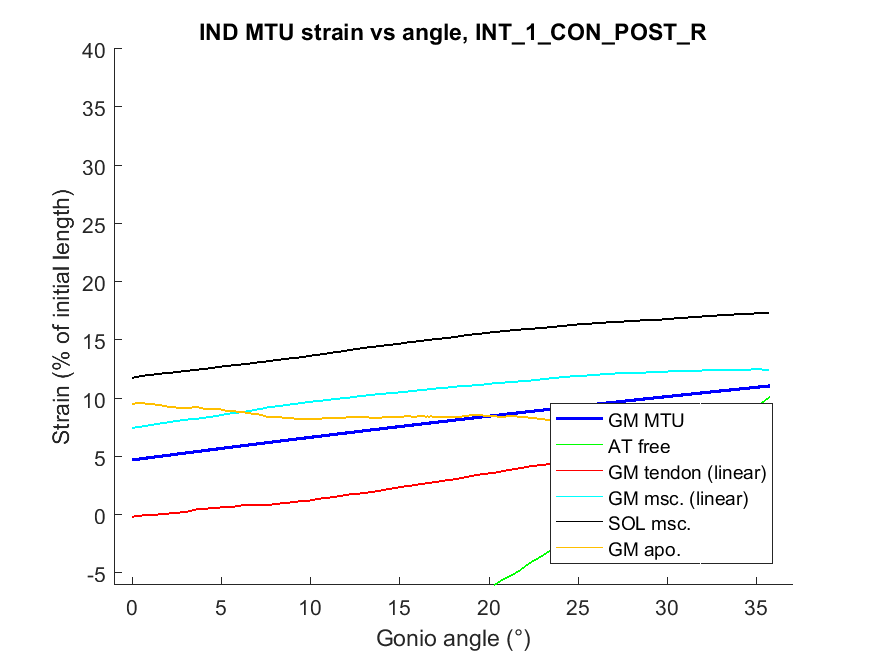 IND MTU strain vs angle, INT_1_CON_POST_R
40
35
30
25
20
15
10
5
0
-5
Strain (% of initial length)
GM MTU
AT free
GM tendon (linear)
GM msc. (linear)
SOL msc.
GM apo.
0 5 10 15 20 25 30 35
Gonio angle (°)